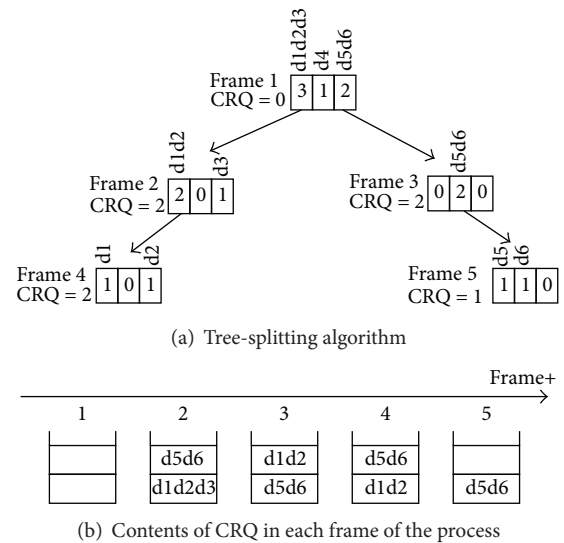 d1d2d3 d4 d5d6
Frame 1
CRQ = 0
3 1 2
d1d2 d3
Frame 2
CRQ = 2
2 0 1
d5d6
Frame 3
CRQ = 2
0 2 0
d1 d2
Frame 4
CRQ = 2
1 0 1
d5 d6
Frame 5
CRQ = 1
1 1 0
(a) Tree-splitting algorithm
Frame+
1 2 3 4 5
d5d6 d1d2 d5d6
d1d2d3 d5d6 d1d2 d5d6
(b) Contents of CRQ in each frame of the process